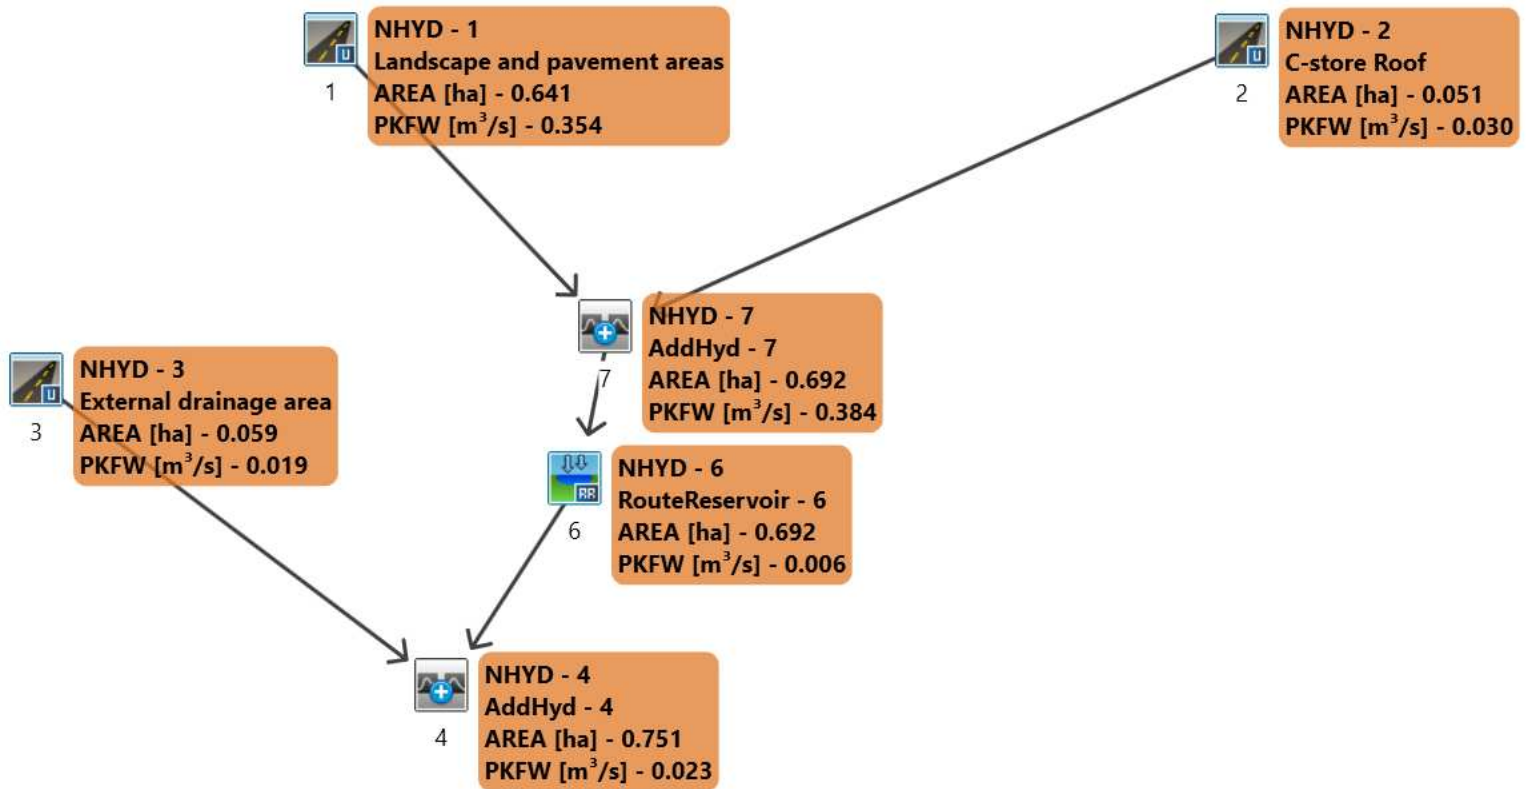 NHYD - 1
Landscape and pavement areas
AREA [ha] - 0.641
PKFW [m³/s] - 0.354
U
1
NHYD - 2
C-store Roof
AREA [ha] - 0.051
PKFW [m³/s] - 0.030
U
2
NHYD - 7
AddHyd - 7
AREA [ha] - 0.692
PKFW [m³/s] - 0.384
7
NHYD - 3
External drainage area
AREA [ha] - 0.059
PKFW [m³/s] - 0.019
U
3
NHYD - 6
RouteReservoir - 6
AREA [ha] - 0.692
PKFW [m³/s] - 0.006
RR
6
NHYD - 4
AddHyd - 4
AREA [ha] - 0.751
PKFW [m³/s] - 0.023
4